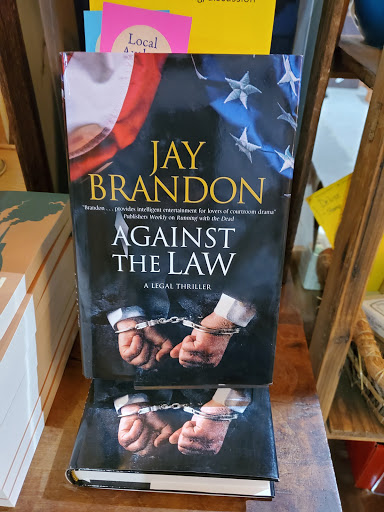 Local
JAY
BRANDON
"Brandon . . . provides intelligent entertainment for lovers of courtroom drama"
Publishers Weekly on Running with the Dead
AGAINST
THE LAW
A LEGAL THRILLER